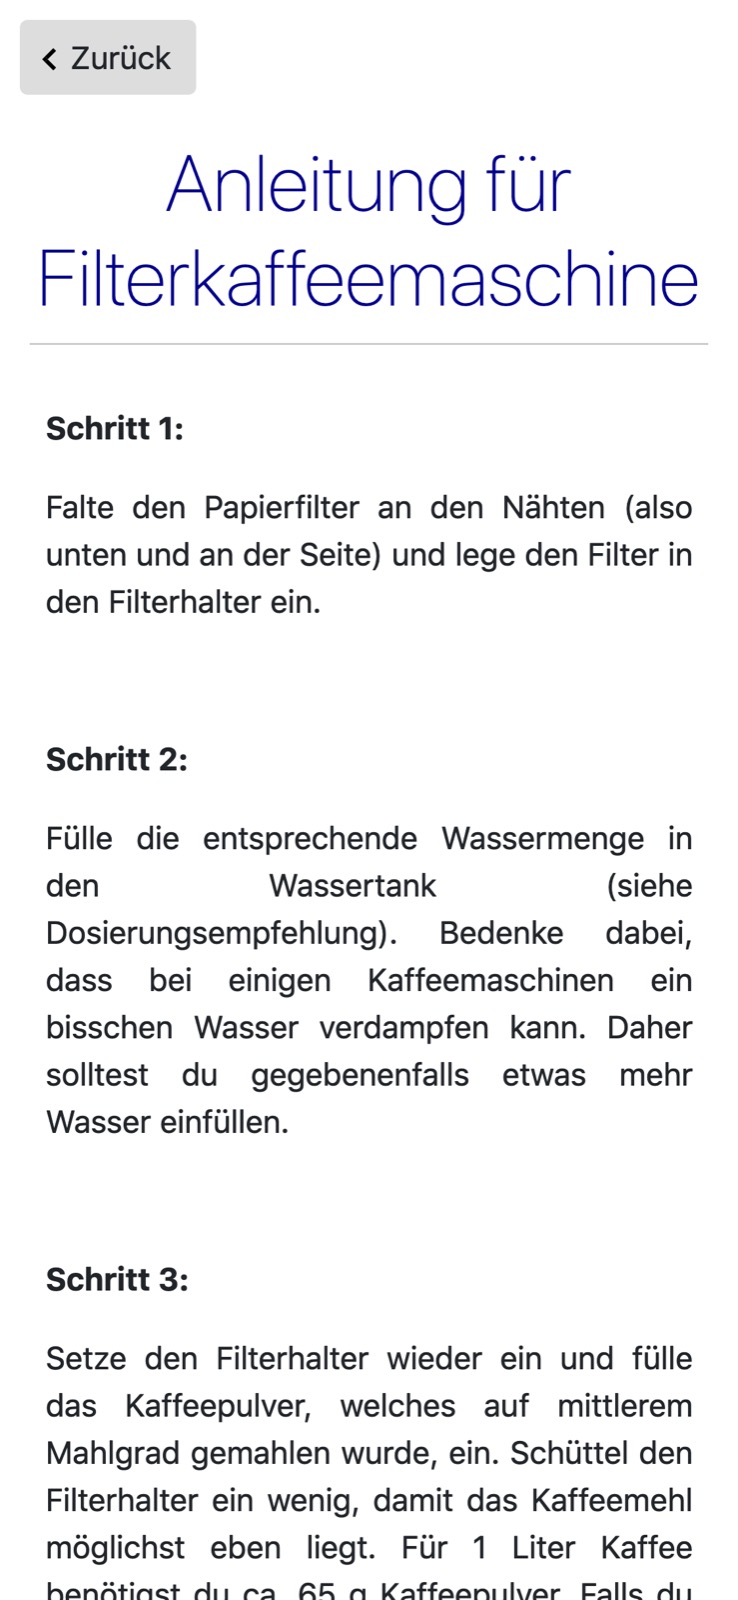 Zurück
Anleitung für
Filterkaffeemaschine
Schritt 1:
Falte den Papierfilter an den Nähten (also
unten und an der Seite) und lege den Filter in
den Filterhalter ein.
Schritt 2:
Fülle die entsprechende Wassermenge in
den Wassertank (siehe
Dosierungsempfehlung). Bedenke dabei,
dass bei einigen Kaffeemaschinen ein
bisschen Wasser verdampfen kann. Daher
solltest du gegebenenfalls etwas mehr
Wasser einfüllen.
Schritt 3:
Setze den Filterhalter wieder ein und fülle
das Kaffeepulver, welches auf mittlerem
Mahlgrad gemahlen wurde, ein. Schüttel den
Filterhalter ein wenig, damit das Kaffeemehl
möglichst eben liegt. Für 1 Liter Kaffee
benötigst du ca. 65 g Kaffeepulver. Falls du